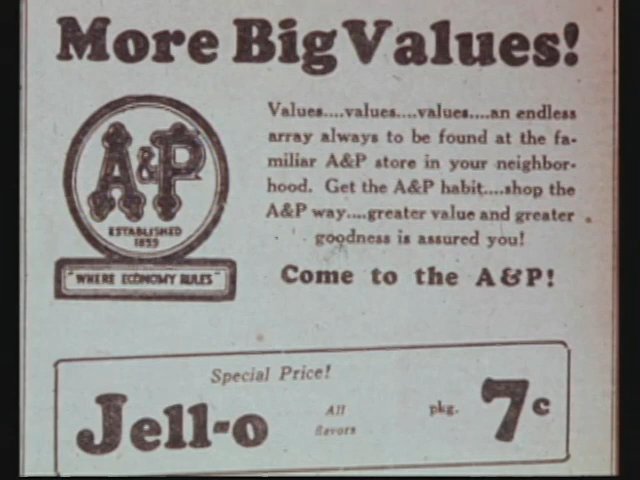 More Big Values!
A&P
ESTABLISHED
1859
"WHERE ECONOMY RULES"
Values....values....values....an endless
array always to be found at the fa-
miliar A&P store in your neighbor-
hood. Get the A&P habit....shop the
A&P way....greater value and greater
goodness is assured you!
Come to the A&P!
Special Price!
Jell-o
All
flavors
pkg.
7c